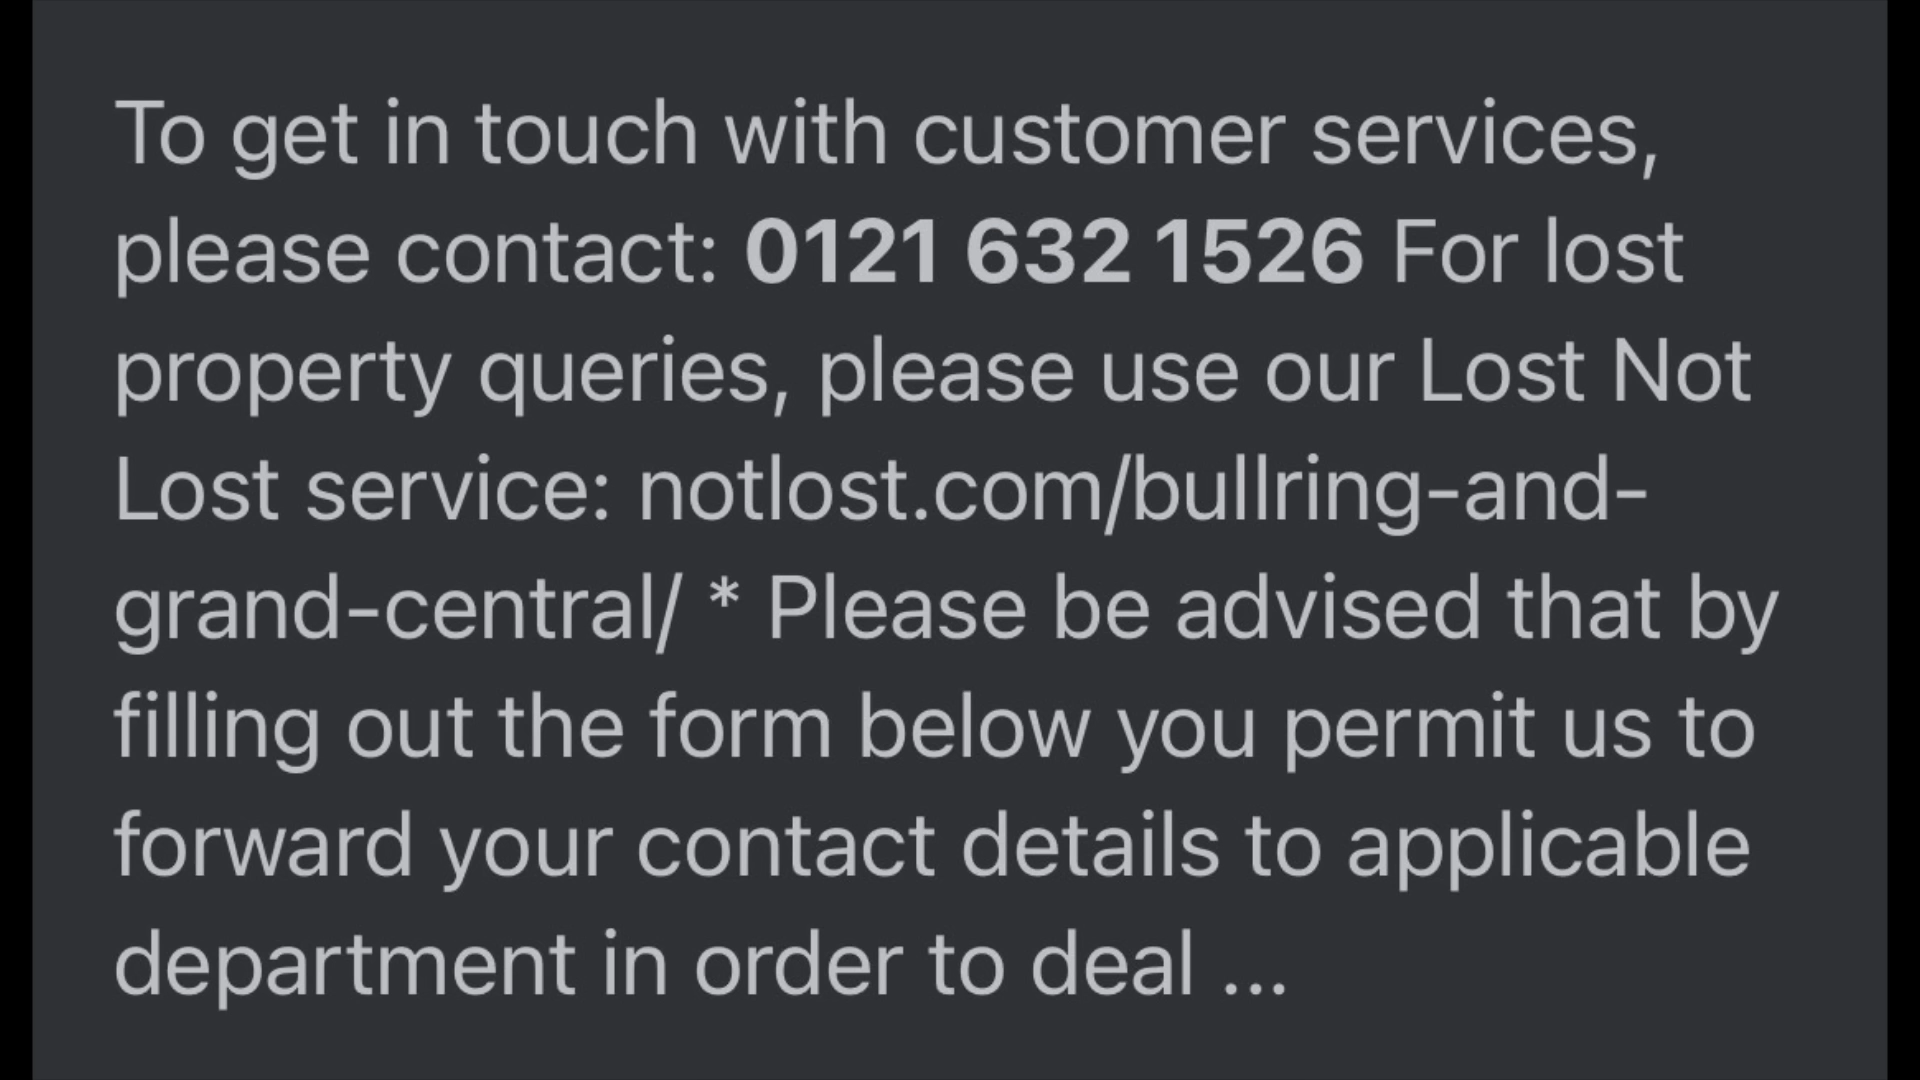 To get in touch with customer services,
please contact: 0121 632 1526 For lost
property queries, please use our Lost Not
Lost service: notlost.com/bullring-and-
grand-central/ * Please be advised that by
filling out the form below you permit us to
forward your contact details to applicable
department in order to deal ...